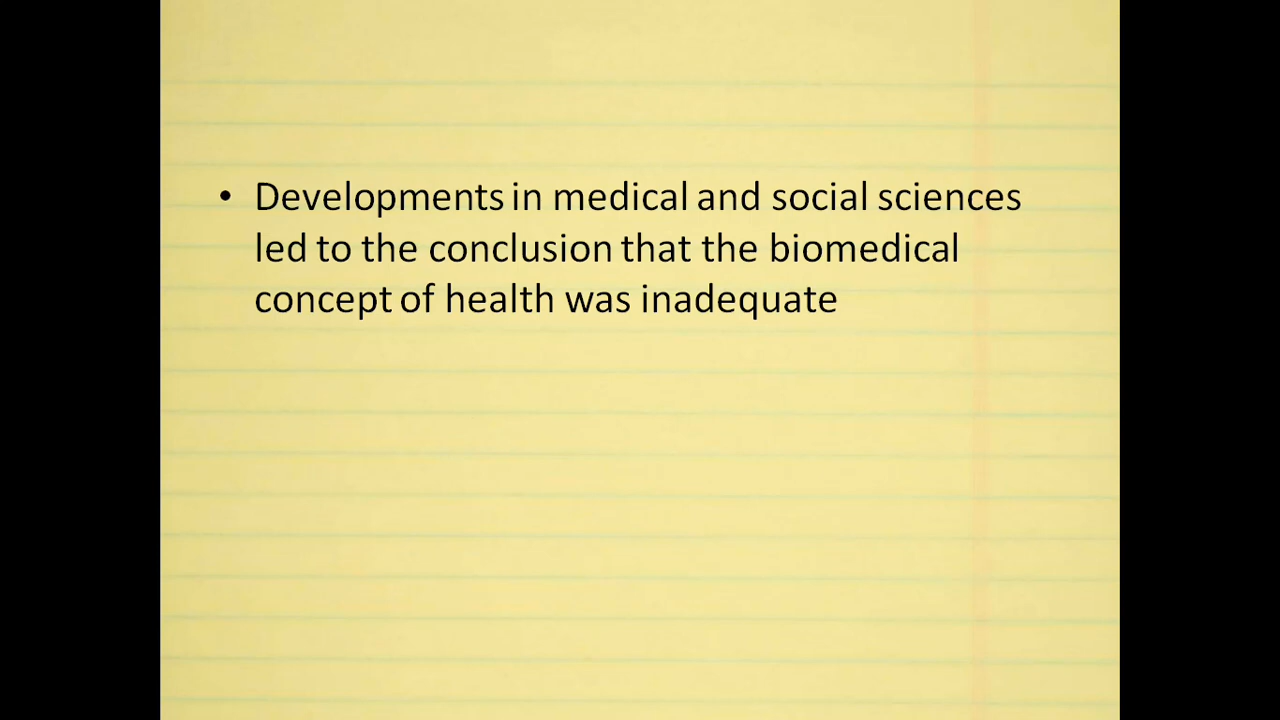 • Developments in medical and social sciences
led to the conclusion that the biomedical
concept of health was inadequate